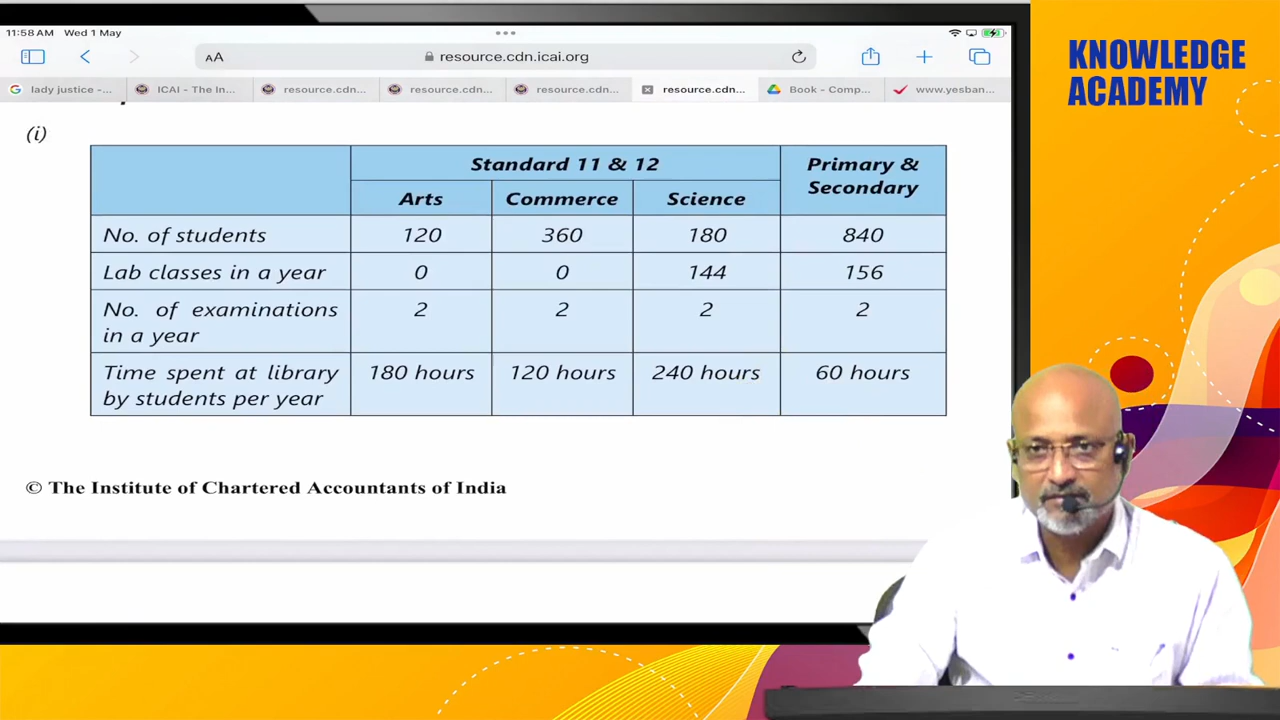 11:58 AM Wed 1 May
KNOWLEDGE
ACADEMY
AA
resource.cdn.icai.org
lady justice -...
ICAI - The In...
resource.cdn....
resource.cdn....
resource.cdn....
resource.cdn....
Book - Comp...
www.yesban...
(i)
Standard 11 & 12
Primary & Secondary
Arts Commerce Science
No. of students 120 360 180 840
Lab classes in a year 0 0 144 156
No. of examinations in a year 2 2 2 2
Time spent at library by students per year 180 hours 120 hours 240 hours 60 hours
© The Institute of Chartered Accountants of India